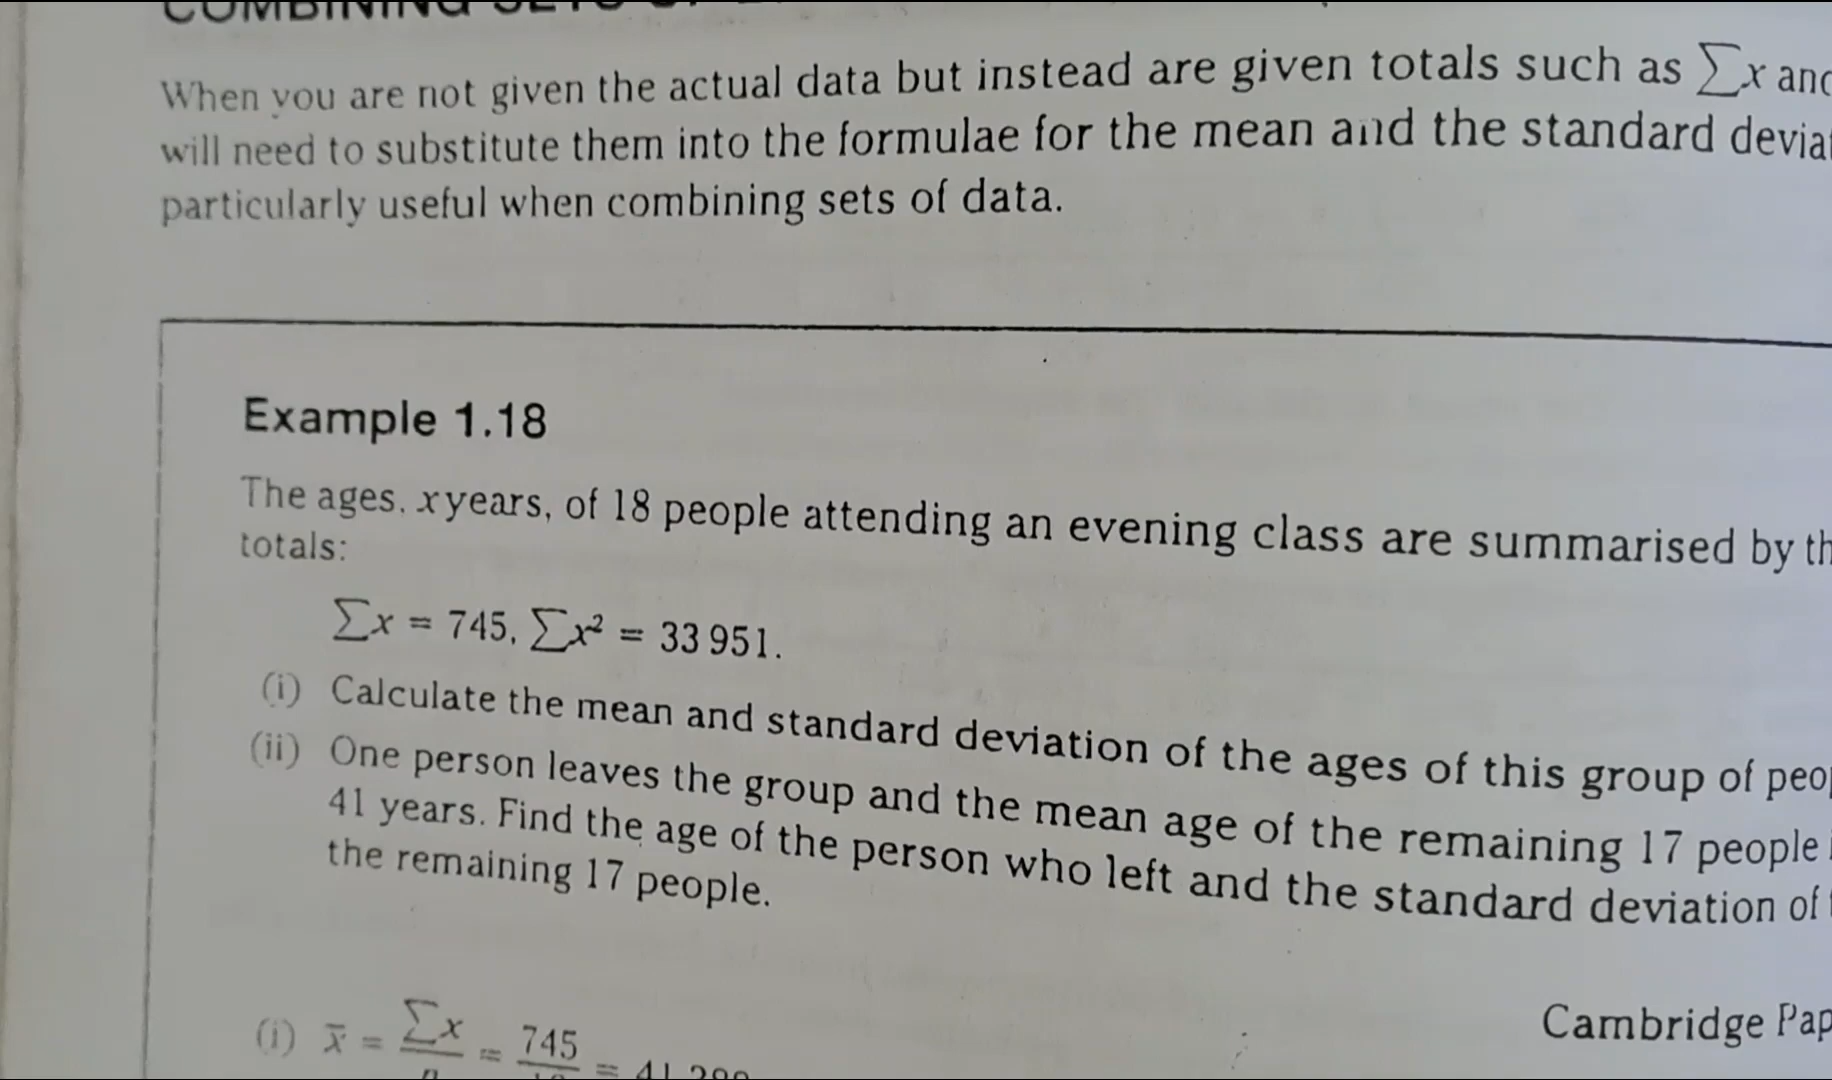 COMBINING SETS OF
When you are not given the actual data but instead are given totals such as ∑x and
will need to substitute them into the formulae for the mean and the standard
particularly useful when combining sets of data.
Example 1.18
The ages, x years, of 18 people attending an evening class are summarised by
totals:
∑x = 745, ∑x² = 33 951.
(i) Calculate the mean and standard deviation of the ages of this group of
(ii) One person leaves the group and the mean age of the remaining 17 people
41 years. Find the age of the person who left and the standard deviation of
the remaining 17 people.
Cambridge
(i) x̄ = ∑x/n = 745/18 =